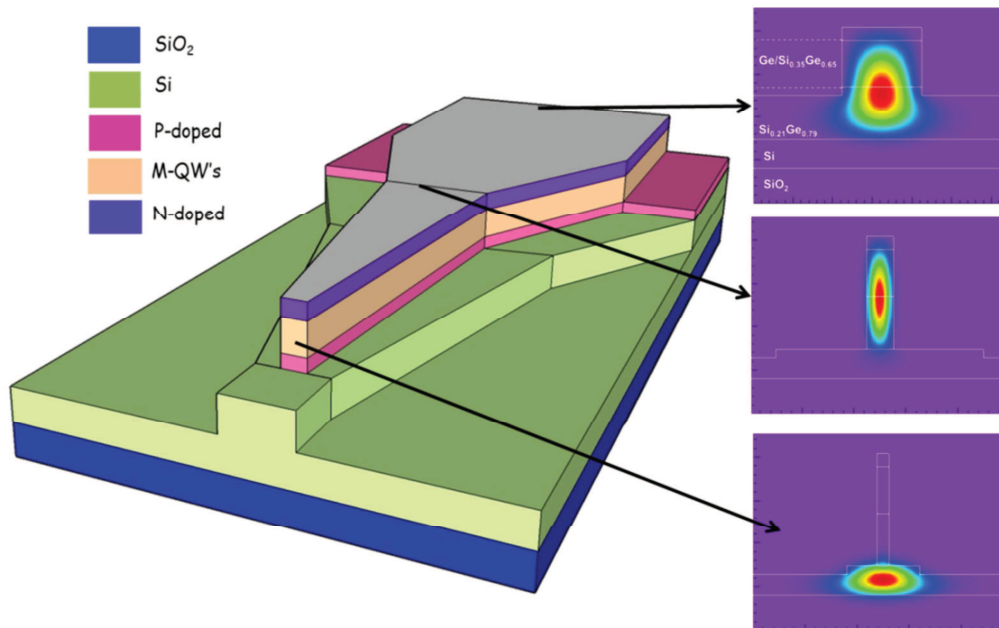 SiO₂
Si
P-doped
M-QW's
N-doped
Ge/Si₀.₃₅Ge₀.₆₅
Si₀.₂₁Ge₀.₇₉
Si
SiO₂